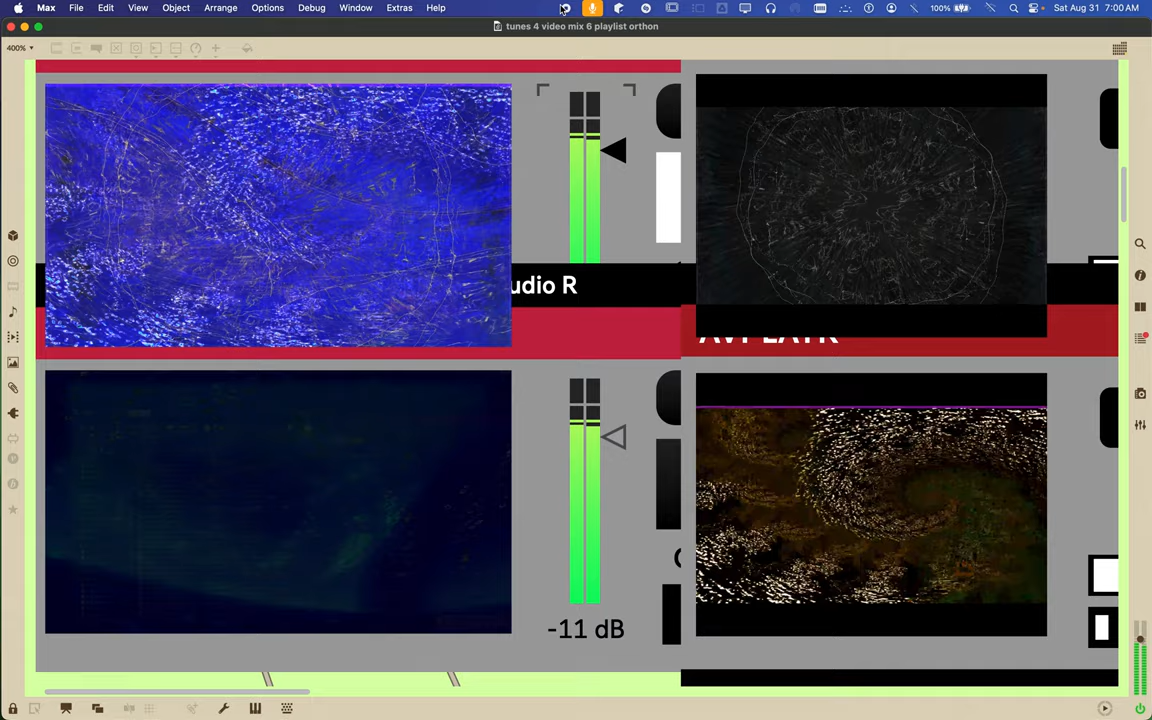 Max File Edit View Object Arrange Options Debug Window Extras Help
100% Sat Aug 31 7:00 AM
tunes 4 video mix 6 playlist orthon
400%
udio R
-11 dB